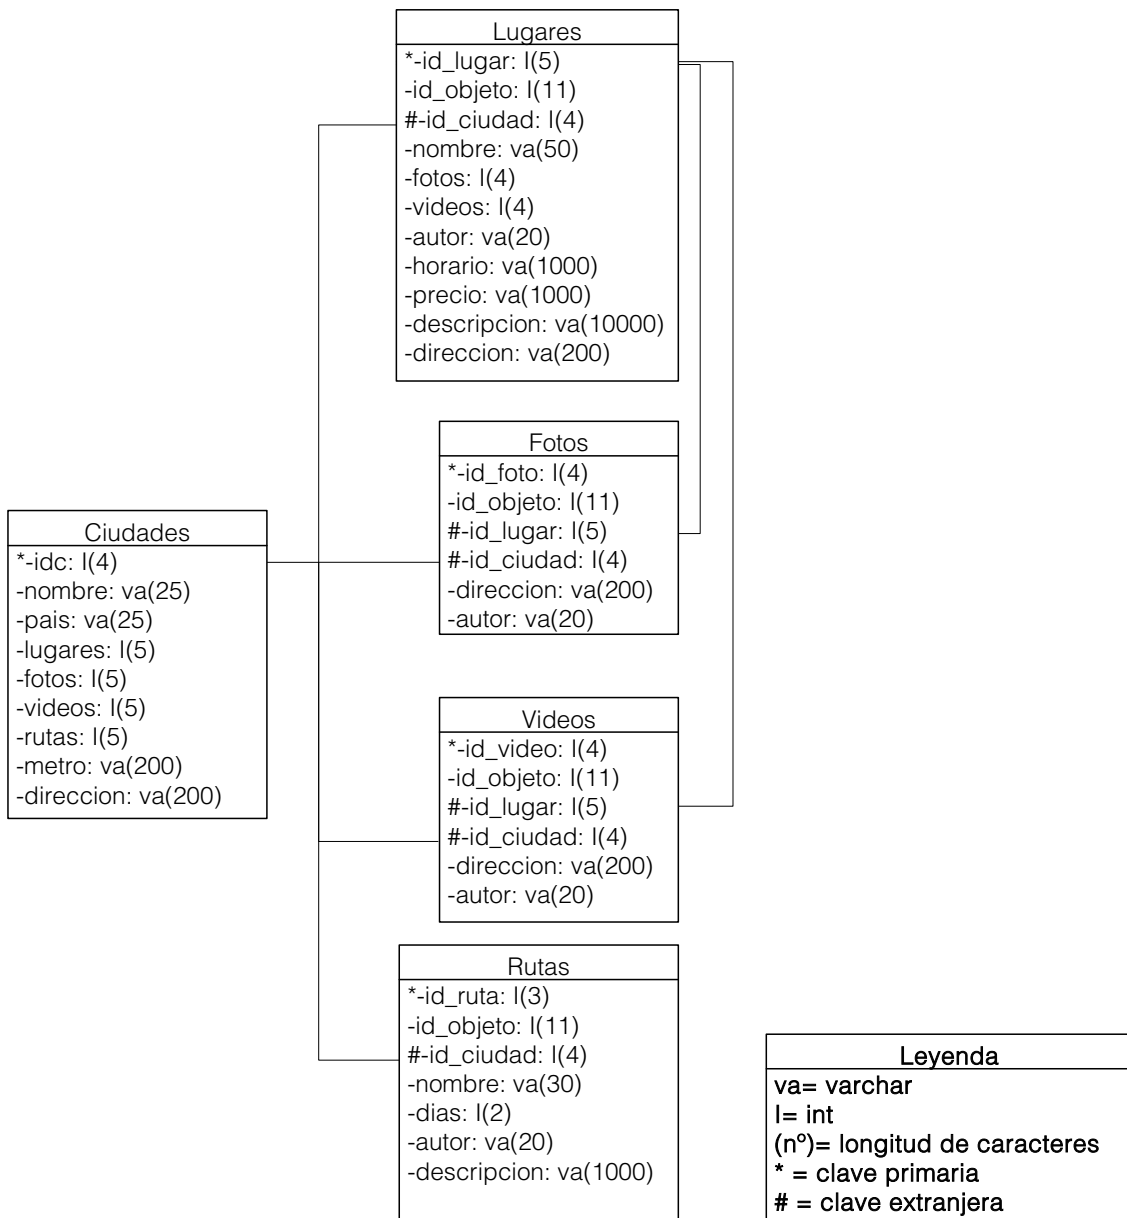 Lugares
*-id_lugar: I(5)
-id_objeto: I(11)
#-id_ciudad: I(4)
-nombre: va(50)
-fotos: I(4)
-videos: I(4)
-autor: va(20)
-horario: va(1000)
-precio: va(1000)
-descripcion: va(10000)
-direccion: va(200)
Fotos
*-id_foto: I(4)
-id_objeto: I(11)
#-id_lugar: I(5)
#-id_ciudad: I(4)
-direccion: va(200)
-autor: va(20)
Ciudades
*-idc: I(4)
-nombre: va(25)
-pais: va(25)
-lugares: I(5)
-fotos: I(5)
-videos: I(5)
-rutas: I(5)
-metro: va(200)
-direccion: va(200)
Videos
*-id_video: I(4)
-id_objeto: I(11)
#-id_lugar: I(5)
#-id_ciudad: I(4)
-direccion: va(200)
-autor: va(20)
Rutas
*-id_ruta: I(3)
-id_objeto: I(11)
#-id_ciudad: I(4)
-nombre: va(30)
-dias: I(2)
-autor: va(20)
-descripcion: va(1000)
Leyenda
va= varchar
I= int
(nº)= longitud de caracteres
* = clave primaria
# = clave extranjera